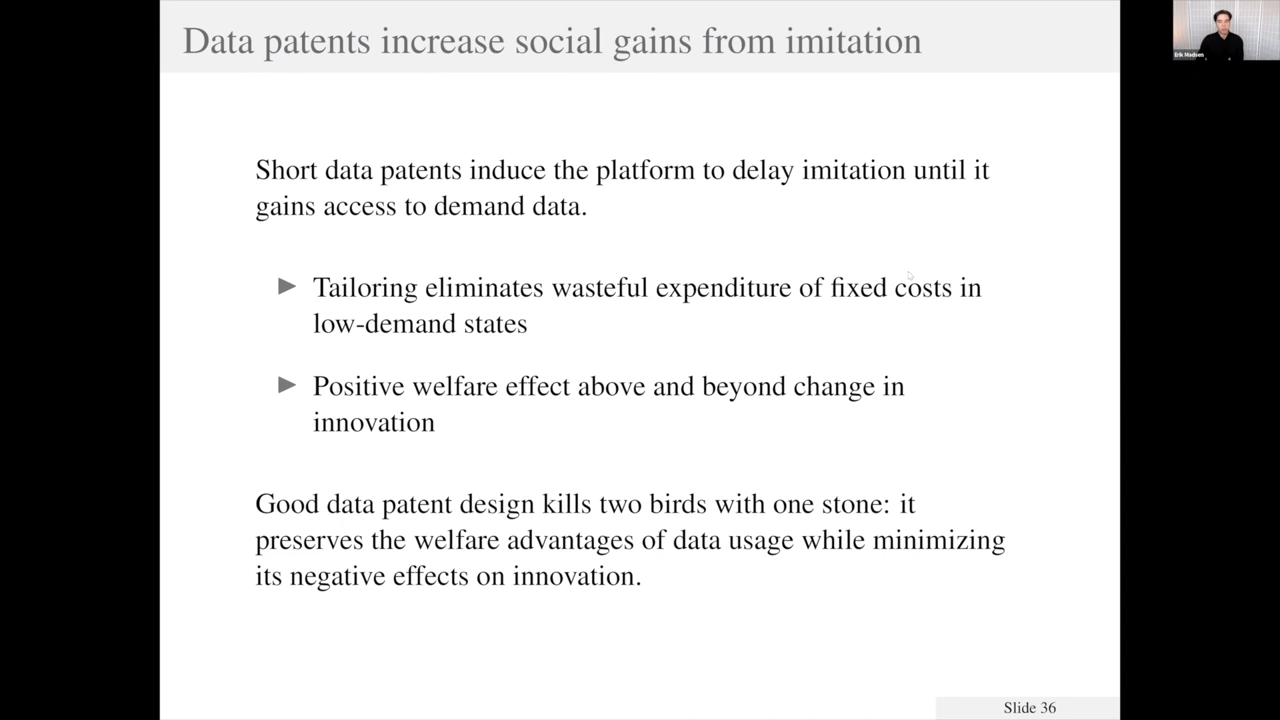 Data patents increase social gains from imitation
Erik Madsen
Short data patents induce the platform to delay imitation until it
gains access to demand data.
▶ Tailoring eliminates wasteful expenditure of fixed costs in
low-demand states
▶ Positive welfare effect above and beyond change in
innovation
Good data patent design kills two birds with one stone: it
preserves the welfare advantages of data usage while minimizing
its negative effects on innovation.
Slide 36